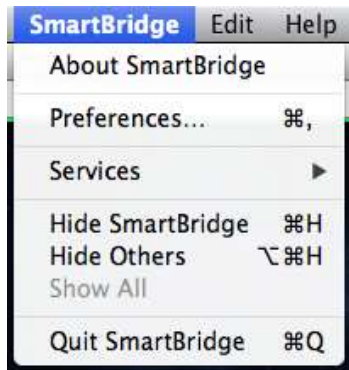 SmartBridge Edit Help
About SmartBridge
Preferences... ⌘,
Services ▶
Hide SmartBridge ⌘H
Hide Others ⌥⌘H
Show All
Quit SmartBridge ⌘Q